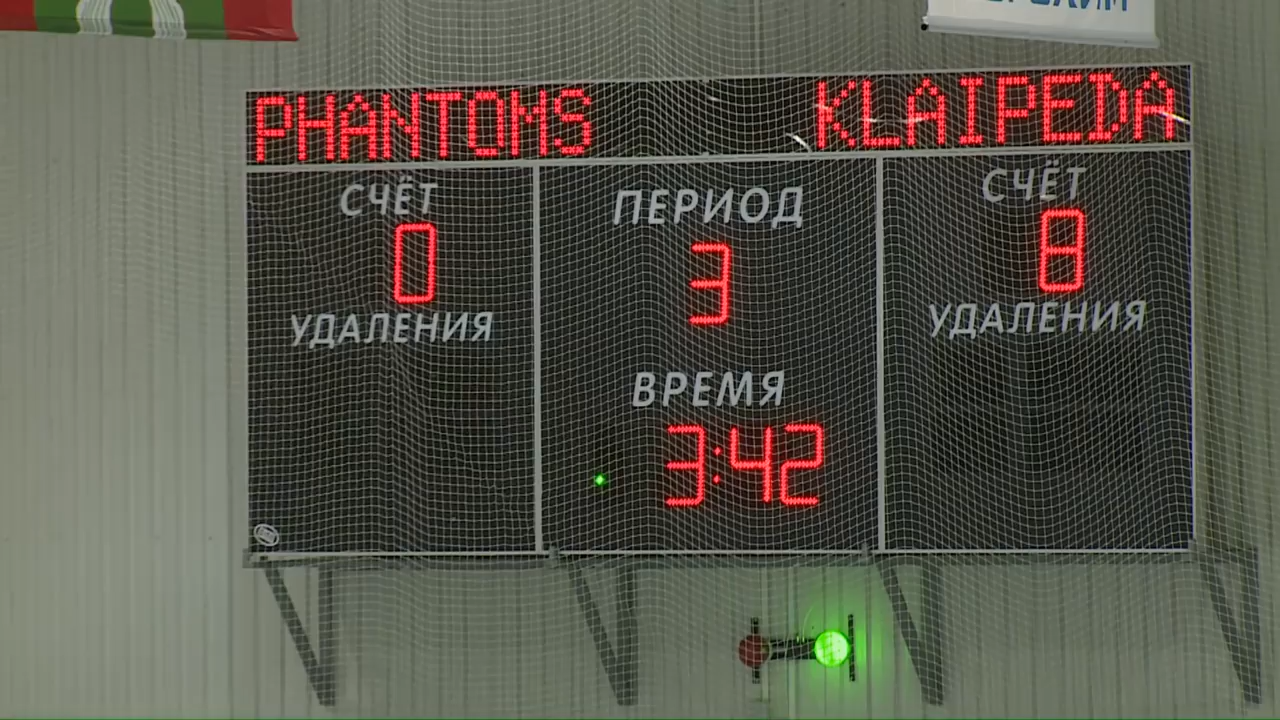 PHANTOMS KLAIPEDA
СЧЁТ ПЕРИОД СЧЁТ
0 3 8
УДАЛЕНИЯ УДАЛЕНИЯ
ВРЕМЯ
3:42